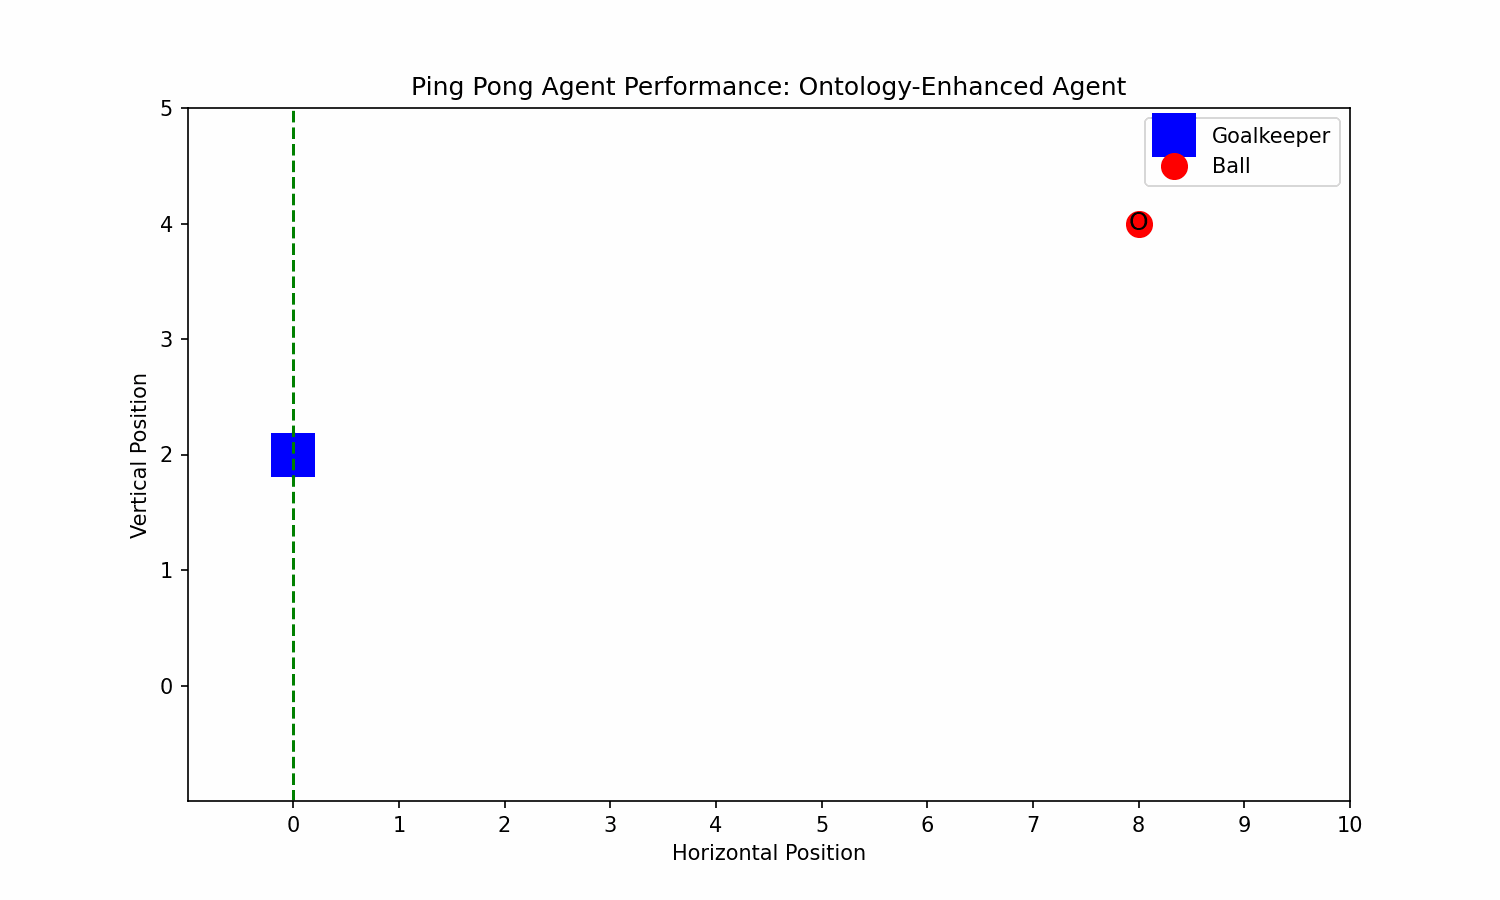 Ping Pong Agent Performance: Ontology-Enhanced Agent
5
Goalkeeper
Ball
O
4
3
2
1
0
Vertical Position
0 1 2 3 4 5 6 7 8 9 10
Horizontal Position